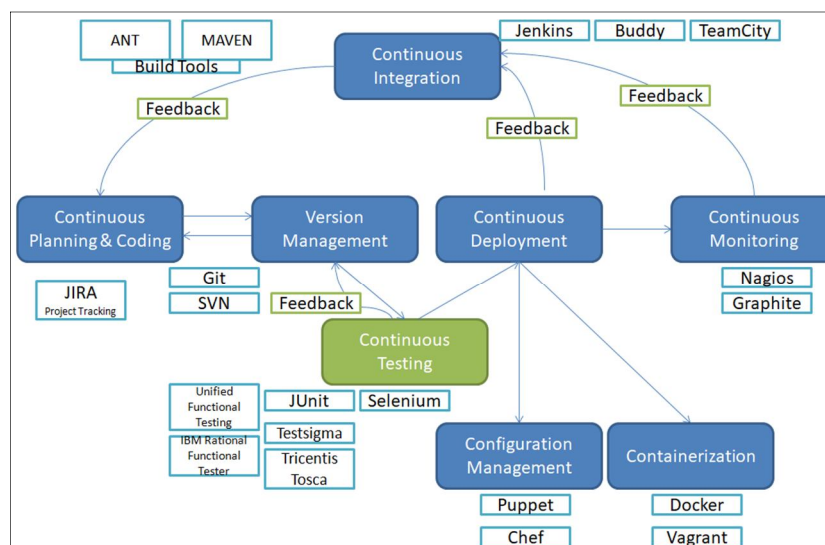 ANT
MAVEN
Build Tools
Continuous
Integration
Jenkins
Buddy
TeamCity
Feedback
Feedback
Feedback
Continuous
Planning & Coding
Version
Management
Continuous
Deployment
Continuous
Monitoring
JIRA
Project Tracking
Git
SVN
Feedback
Nagios
Graphite
Continuous
Testing
Unified
Functional
Testing
JUnit
Selenium
IBM Rational
Functional
Tester
Testsigma
Tricentis
Tosca
Configuration
Management
Containerization
Puppet
Chef
Docker
Vagrant